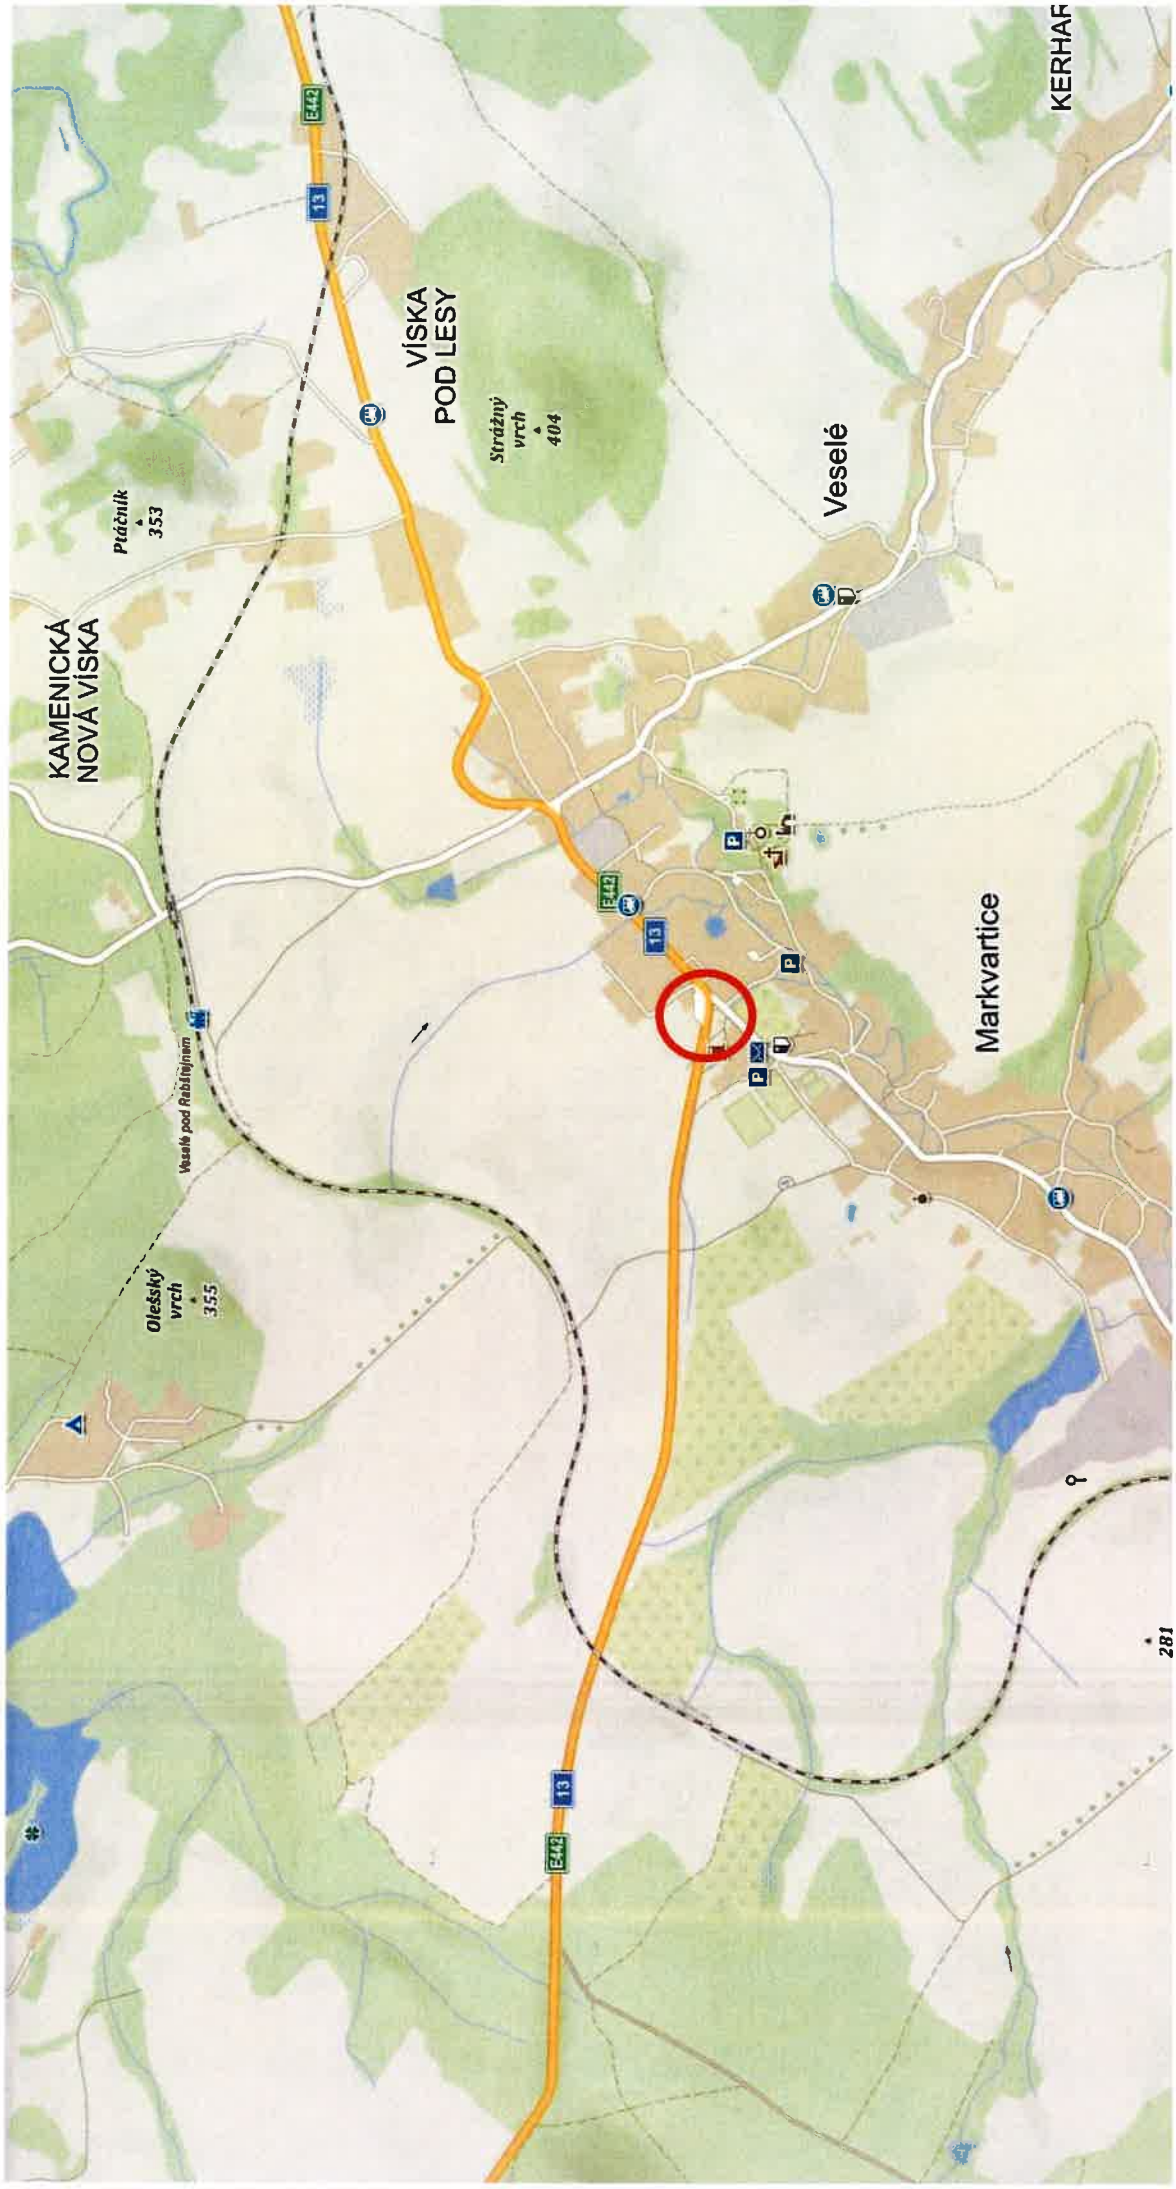 KAMENICKÁ
NOVÁ VÍSKA
Ptáčník
353
Olešský
vrch
355
Veselé pod Rabštejnem
13
E442
VÍSKA
POD LESY
Strážný
vrch
404
E442
13
E442
13
P
P
P
Veselé
Markvartice
KERHAR
281